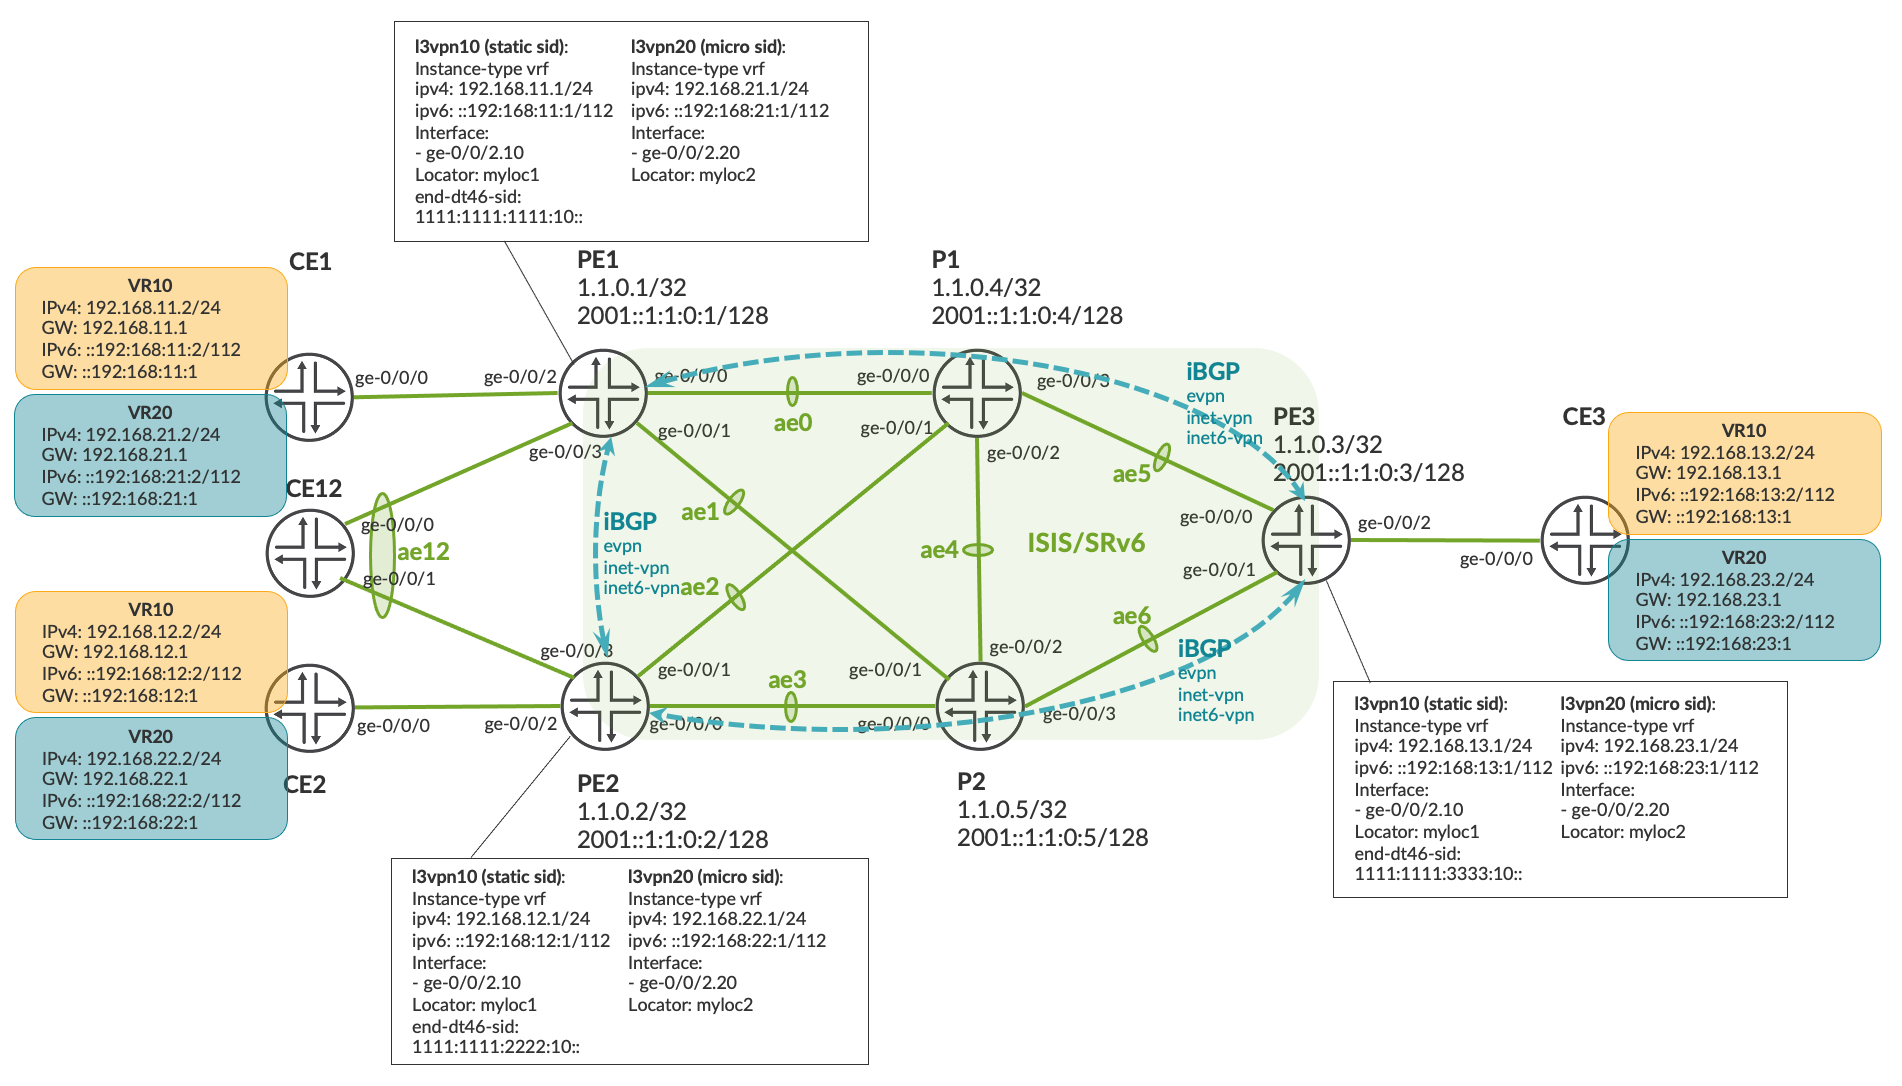 l3vpn10 (static sid):
Instance-type vrf
ipv4: 192.168.11.1/24
ipv6: ::192:168:11:1/112
Interface:
- ge-0/0/2.10
Locator: myloc1
end-dt46-sid:
1111:1111:1111:10::
l3vpn20 (micro sid):
Instance-type vrf
ipv4: 192.168.21.1/24
ipv6: ::192:168:21:1/112
Interface:
- ge-0/0/2.20
Locator: myloc2
CE1
VR10
IPv4: 192.168.11.2/24
GW: 192.168.11.1
IPv6: ::192:168:11:2/112
GW: ::192:168:11:1
VR20
IPv4: 192.168.21.2/24
GW: 192.168.21.1
IPv6: ::192:168:21:2/112
GW: ::192:168:21:1
ge-0/0/0
ge-0/0/2
PE1
1.1.0.1/32
2001::1:1:0:1/128
ge-0/0/0
ge-0/0/1
ge-0/0/3
ae0
P1
1.1.0.4/32
2001::1:1:0:4/128
ge-0/0/0
ge-0/0/1
ge-0/0/3
ge-0/0/2
iBGP
evpn
inet-vpn
inet6-vpn
ae5
PE3
1.1.0.3/32
2001::1:1:0:3/128
ge-0/0/0
ge-0/0/1
ge-0/0/2
CE3
ge-0/0/0
VR10
IPv4: 192.168.13.2/24
GW: 192.168.13.1
IPv6: ::192:168:13:2/112
GW: ::192:168:13:1
VR20
IPv4: 192.168.23.2/24
GW: 192.168.23.1
IPv6: ::192:168:23:2/112
GW: ::192:168:23:1
CE12
ge-0/0/0
ae12
ge-0/0/1
iBGP
evpn
inet-vpn
inet6-vpn
ae1
ae2
ae4
ISIS/SRv6
ae6
iBGP
evpn
inet-vpn
inet6-vpn
VR10
IPv4: 192.168.12.2/24
GW: 192.168.12.1
IPv6: ::192:168:12:2/112
GW: ::192:168:12:1
VR20
IPv4: 192.168.22.2/24
GW: 192.168.22.1
IPv6: ::192:168:22:2/112
GW: ::192:168:22:1
CE2
ge-0/0/0
ge-0/0/2
ge-0/0/3
ge-0/0/1
ge-0/0/0
ae3
ge-0/0/1
ge-0/0/0
ge-0/0/2
ge-0/0/3
PE2
1.1.0.2/32
2001::1:1:0:2/128
P2
1.1.0.5/32
2001::1:1:0:5/128
l3vpn10 (static sid):
Instance-type vrf
ipv4: 192.168.12.1/24
ipv6: ::192:168:12:1/112
Interface:
- ge-0/0/2.10
Locator: myloc1
end-dt46-sid:
1111:1111:2222:10::
l3vpn20 (micro sid):
Instance-type vrf
ipv4: 192.168.22.1/24
ipv6: ::192:168:22:1/112
Interface:
- ge-0/0/2.20
Locator: myloc2
l3vpn10 (static sid):
Instance-type vrf
ipv4: 192.168.13.1/24
ipv6: ::192:168:13:1/112
Interface:
- ge-0/0/2.10
Locator: myloc1
end-dt46-sid:
1111:1111:3333:10::
l3vpn20 (micro sid):
Instance-type vrf
ipv4: 192.168.23.1/24
ipv6: ::192:168:23:1/112
Interface:
- ge-0/0/2.20
Locator: myloc2